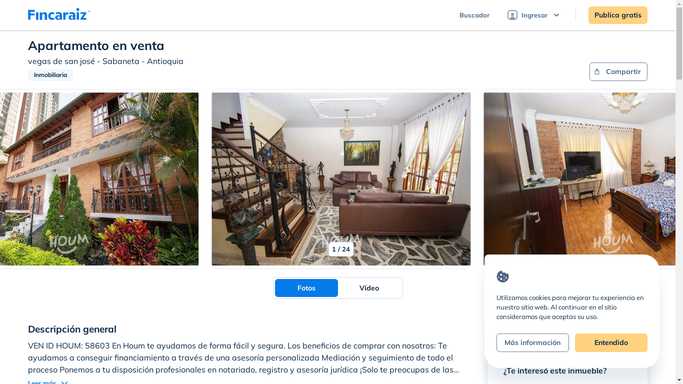 Fincaraiz
Buscador
Ingresar
Publica gratis
Apartamento en venta
vegas de san josé - Sabaneta - Antioquia
Inmobiliaria
Compartir
HOUM
HOUM
1 / 24
Fotos
Video
Utilizamos cookies para mejorar tu experiencia en
nuestro sitio web. Al continuar en el sitio
consideramos que aceptas su uso.
Más información
Entendido
Descripción general
VEN ID HOUM: 58603 En Houm te ayudamos de forma fácil y segura. Los beneficios de comprar con nosotros: Te
ayudamos a conseguir financiamiento a través de una asesoría personalizada Mediación y seguimiento de todo el
proceso Ponemos a tu disposición profesionales en notariado, registro y asesoría jurídica ¡Solo te preocupas de las...
Leer más
¿Te interesó este inmueble?